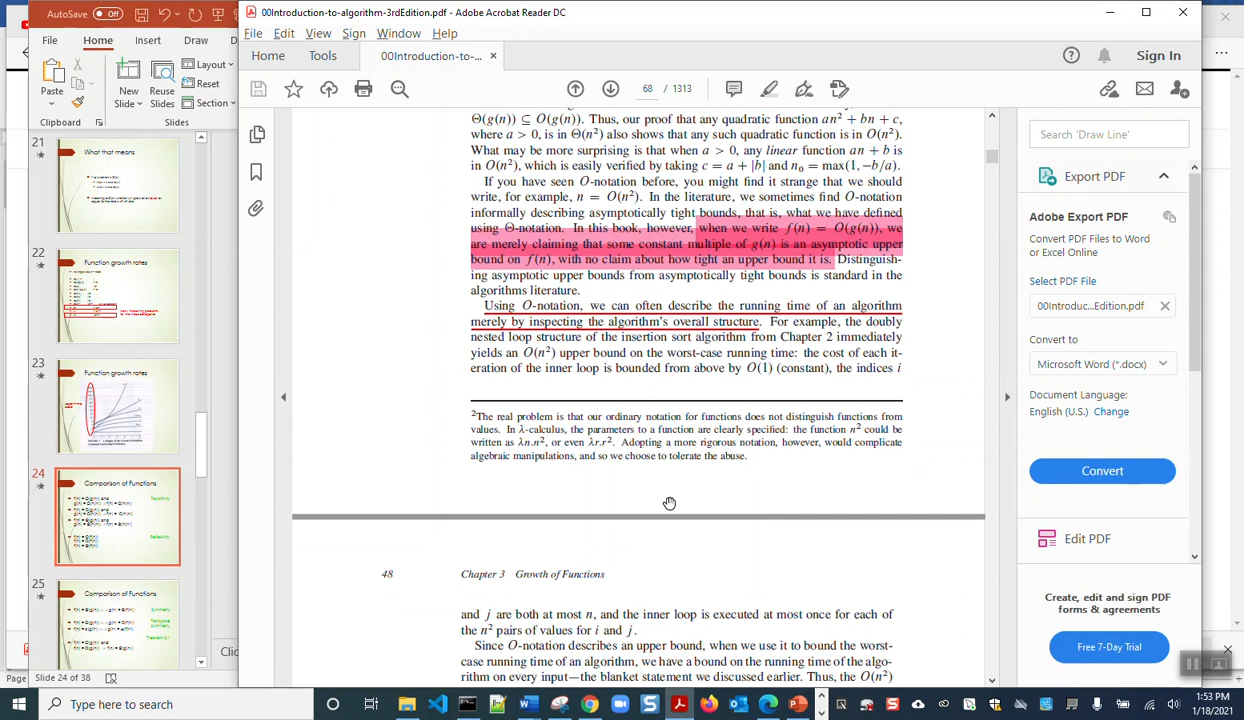 AutoSave Off
File Home Insert Draw D
Paste
New Slide
Reuse Slides
Layout
Reset
Section
Clipboard
Slides
21
What that means
22
Function growth rates
23
Function growth rates
24
Comparison of Functions
Transitivity
Reflexivity
25
Comparison of Functions
Symmetry
Transpose symmetry
Slide 24 of 38
Page
Clic
00Introduction-to-algorithm-3rdEdition.pdf - Adobe Acrobat Reader DC
File Edit View Sign Window Help
Home Tools 00Introduction-to-... × Sign In
68 / 1313
Θ(g(n)) ⊆ O(g(n)). Thus, our proof that any quadratic function an² + bn + c,
where a > 0, is in Θ(n²) also shows that any such quadratic function is in O(n²).
What may be more surprising is that when a > 0, any linear function an + b is
in O(n²), which is easily verified by taking c = a + |b| and n₀ = max(1, −b/a).
If you have seen O-notation before, you might find it strange that we should
write, for example, n = O(n²). In the literature, we sometimes find O-notation
informally describing asymptotically tight bounds, that is, what we have defined
using Θ-notation. In this book, however, when we write f(n) = O(g(n)), we
are merely claiming that some constant multiple of g(n) is an asymptotic upper
bound on f(n), with no claim about how tight an upper bound it is. Distinguish-
ing asymptotic upper bounds from asymptotically tight bounds is standard in the
algorithms literature.
Using O-notation, we can often describe the running time of an algorithm
merely by inspecting the algorithm's overall structure. For example, the doubly
nested loop structure of the insertion sort algorithm from Chapter 2 immediately
yields an O(n²) upper bound on the worst-case running time: the cost of each it-
eration of the inner loop is bounded from above by O(1) (constant), the indices i
²The real problem is that our ordinary notation for functions does not distinguish functions from
values. In λ-calculus, the parameters to a function are clearly specified: the function n² could be
written as λn.n², or even λr.r². Adopting a more rigorous notation, however, would complicate
algebraic manipulations, and so we choose to tolerate the abuse.
48 Chapter 3 Growth of Functions
and j are both at most n, and the inner loop is executed at most once for each of
the n² pairs of values for i and j.
Since O-notation describes an upper bound, when we use it to bound the worst-
case running time of an algorithm, we have a bound on the running time of the algo-
rithm on every input—the blanket statement we discussed earlier. Thus, the O(n²)
Search 'Draw Line'
Export PDF
Adobe Export PDF
Convert PDF Files to Word
or Excel Online
Select PDF File
00Introduc...Edition.pdf ×
Convert to
Microsoft Word (*.docx)
Document Language:
English (U.S.) Change
Convert
Edit PDF
Create, edit and sign PDF
forms & agreements
Free 7-Day Trial
Type here to search
1:53 PM
1/18/2021